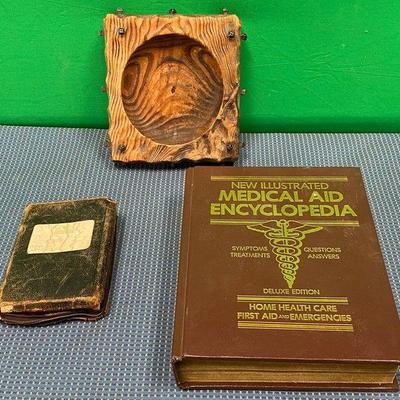 NEW ILLUSTRATED
MEDICAL AID
ENCYCLOPEDIA
SYMPTOMS QUESTIONS
TREATMENTS ANSWERS
DELUXE EDITION
HOME HEALTH CARE
FIRST AID AND EMERGENCIES